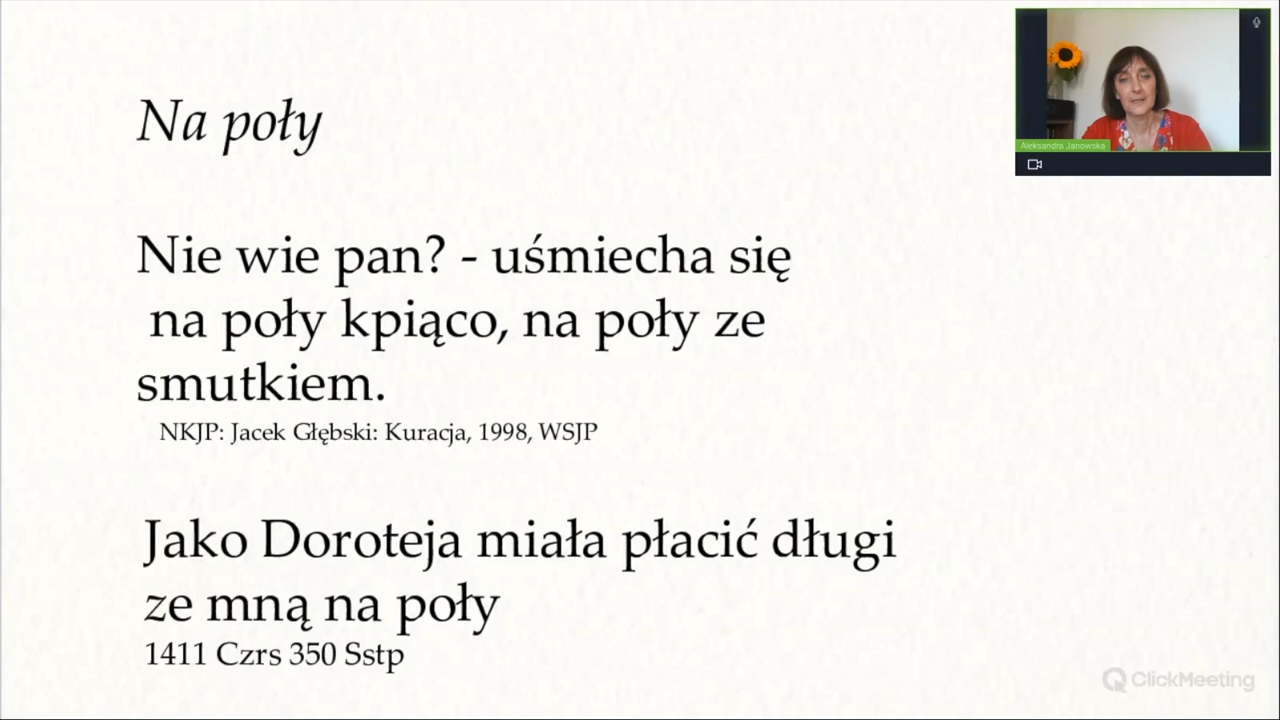 Na poły
Nie wie pan? - uśmiecha się
na poły kpiąco, na poły ze
smutkiem.
NKJP: Jacek Głębski: Kuracja, 1998, WSJP
Jako Doroteja miała płacić długi
ze mną na poły
1411 Czrs 350 Sstp
Aleksandra Janowska
ClickMeeting